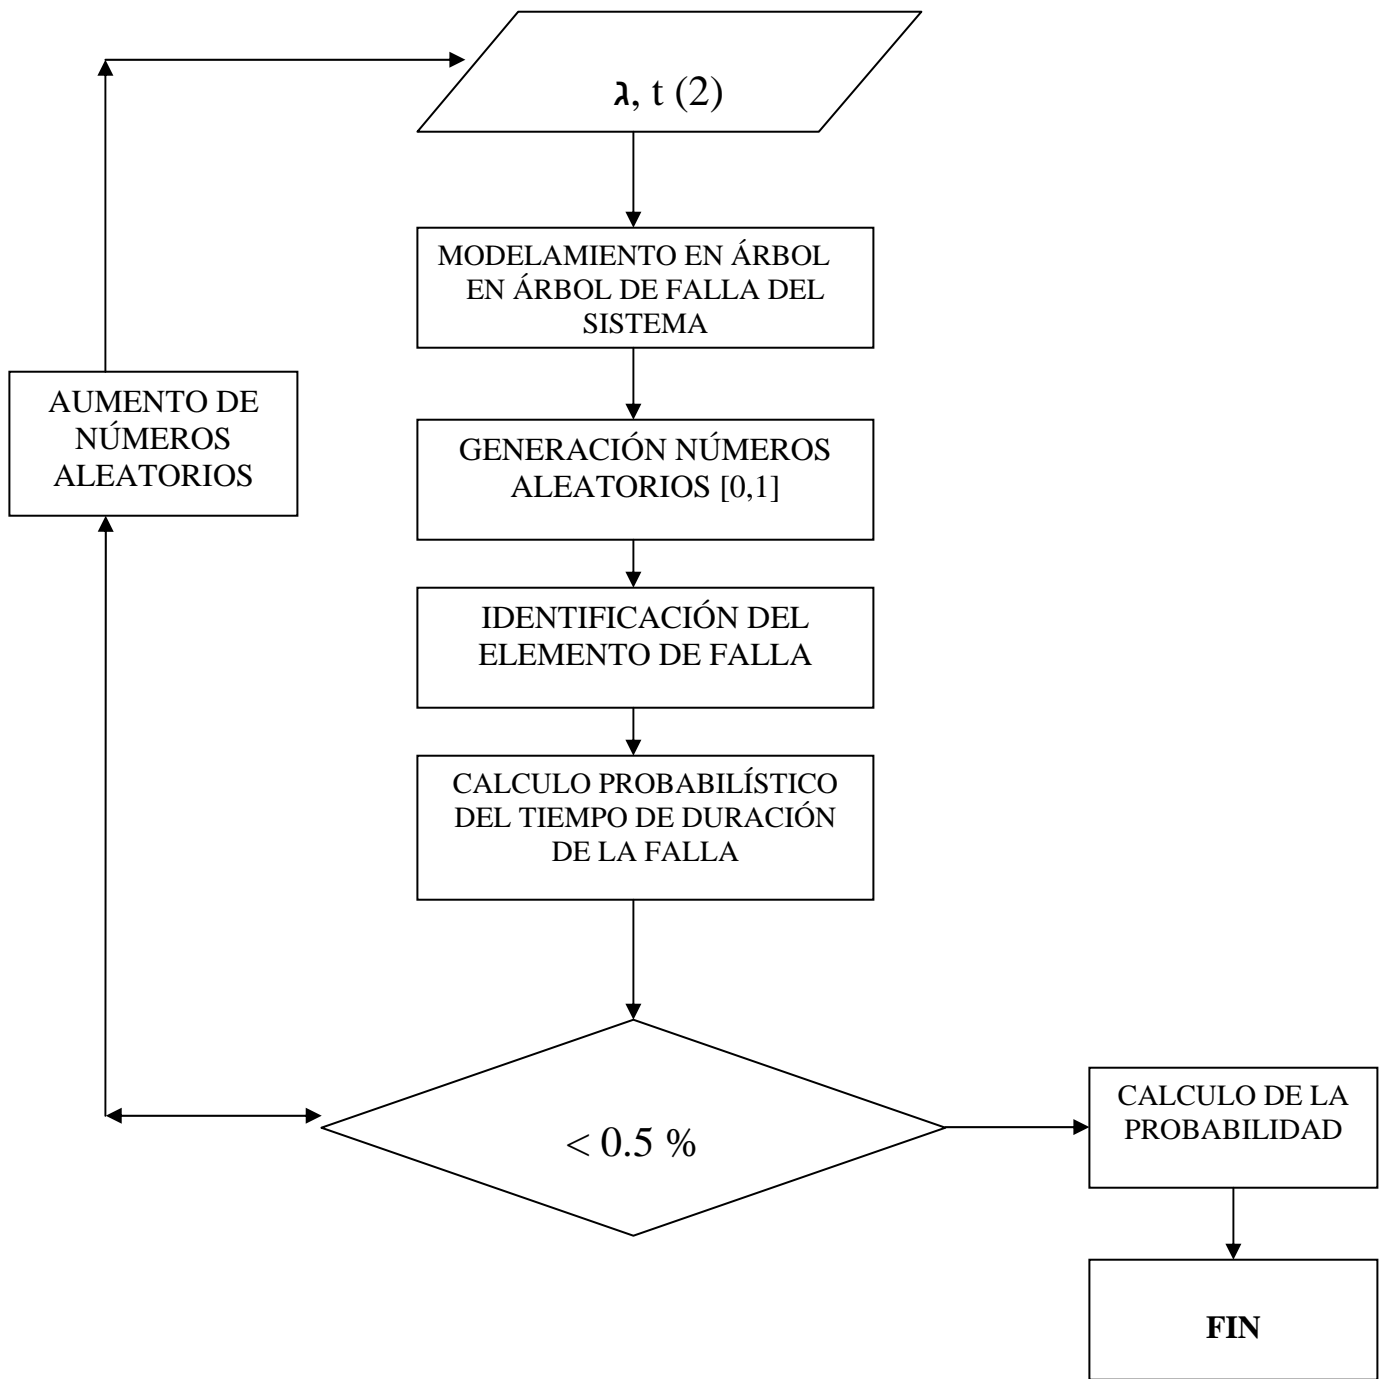 λ, t (2)
MODELAMIENTO EN ÁRBOL
EN ÁRBOL DE FALLA DEL
SISTEMA
AUMENTO DE
NÚMEROS
ALEATORIOS
GENERACIÓN NÚMEROS
ALEATORIOS [0,1]
IDENTIFICACIÓN DEL
ELEMENTO DE FALLA
CALCULO PROBABILÍSTICO
DEL TIEMPO DE DURACIÓN
DE LA FALLA
< 0.5 %
CALCULO DE LA
PROBABILIDAD
FIN